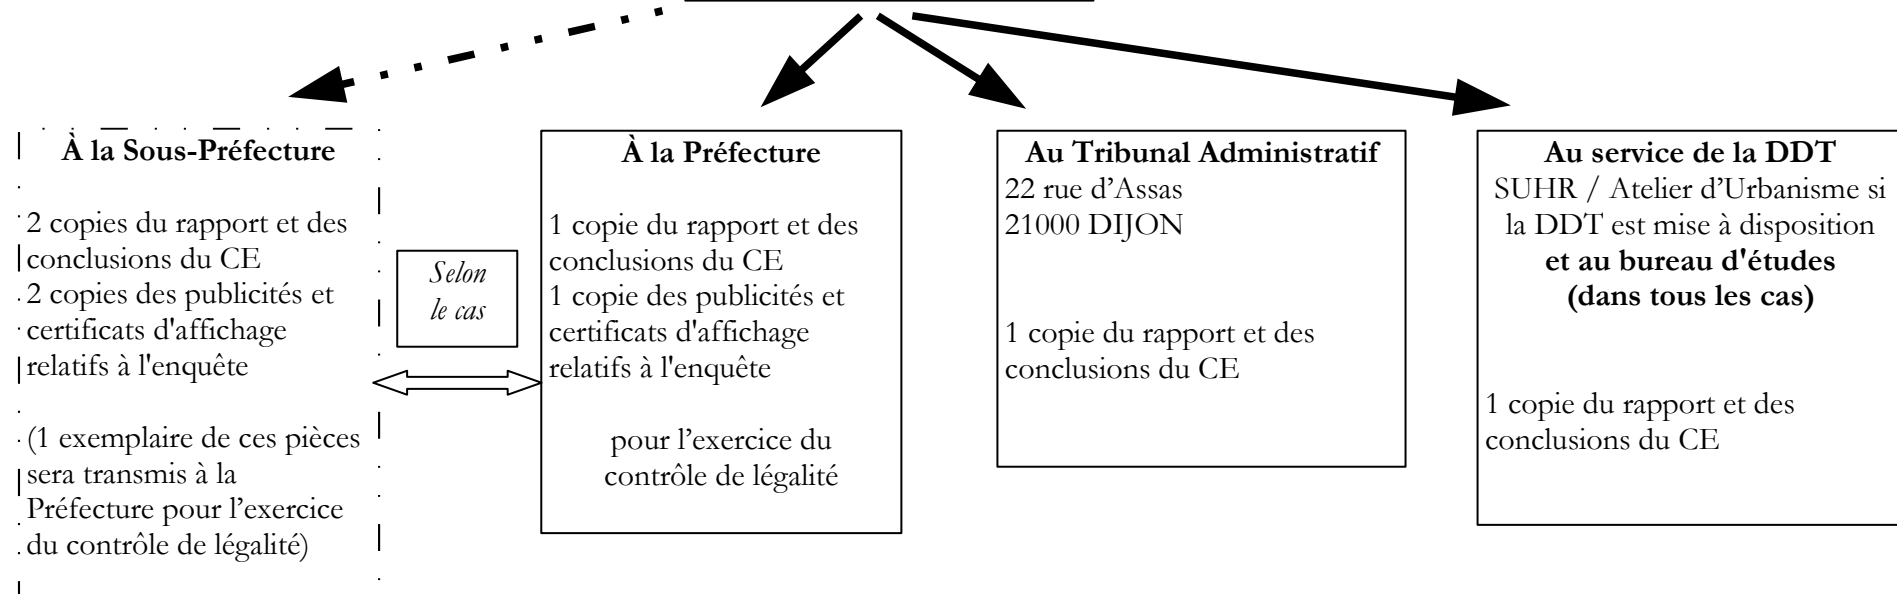 À la Sous-Préfecture
2 copies du rapport et des
conclusions du CE
2 copies des publicités et
certificats d'affichage
relatifs à l'enquête
(1 exemplaire de ces pièces
sera transmis à la
Préfecture pour l’exercice
du contrôle de légalité)
Selon
le cas
À la Préfecture
1 copie du rapport et des
conclusions du CE
1 copie des publicités et
certificats d'affichage
relatifs à l'enquête
pour l’exercice du
contrôle de légalité
Au Tribunal Administratif
22 rue d’Assas
21000 DIJON
1 copie du rapport et des
conclusions du CE
Au service de la DDT
SUHR / Atelier d’Urbanisme si
la DDT est mise à disposition
et au bureau d'études
(dans tous les cas)
1 copie du rapport et des
conclusions du CE